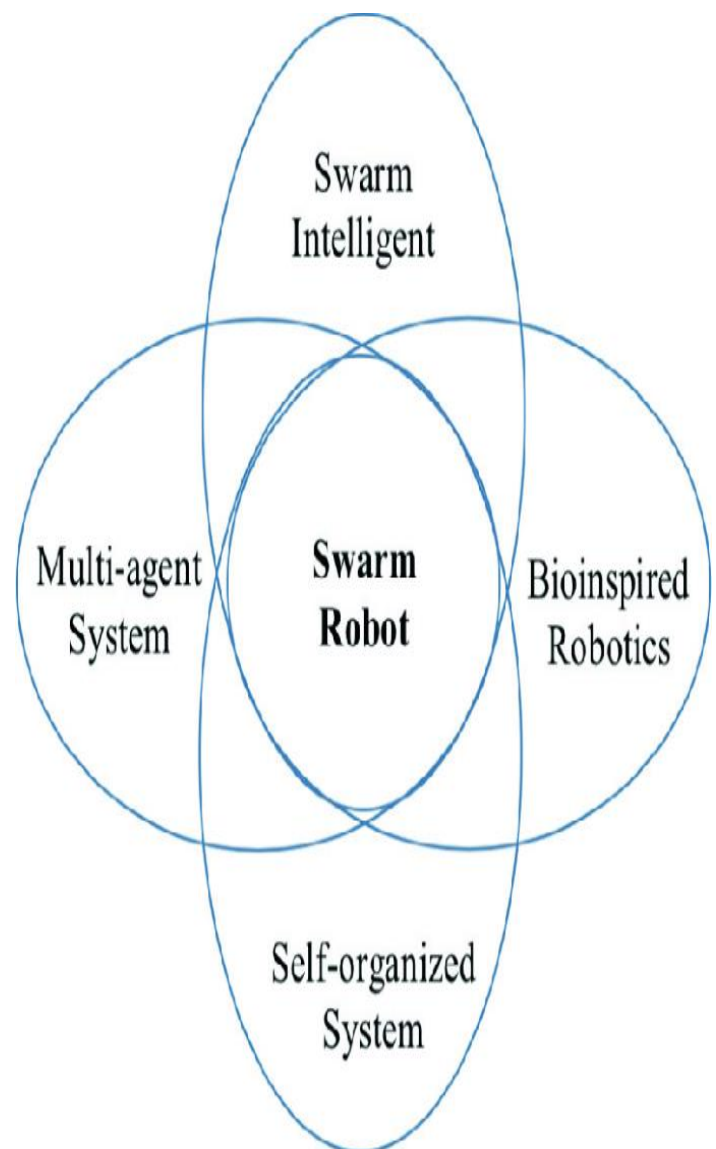 Swarm
Intelligent
Multi-agent
System
Swarm
Robot
Bioinspired
Robotics
Self-organized
System